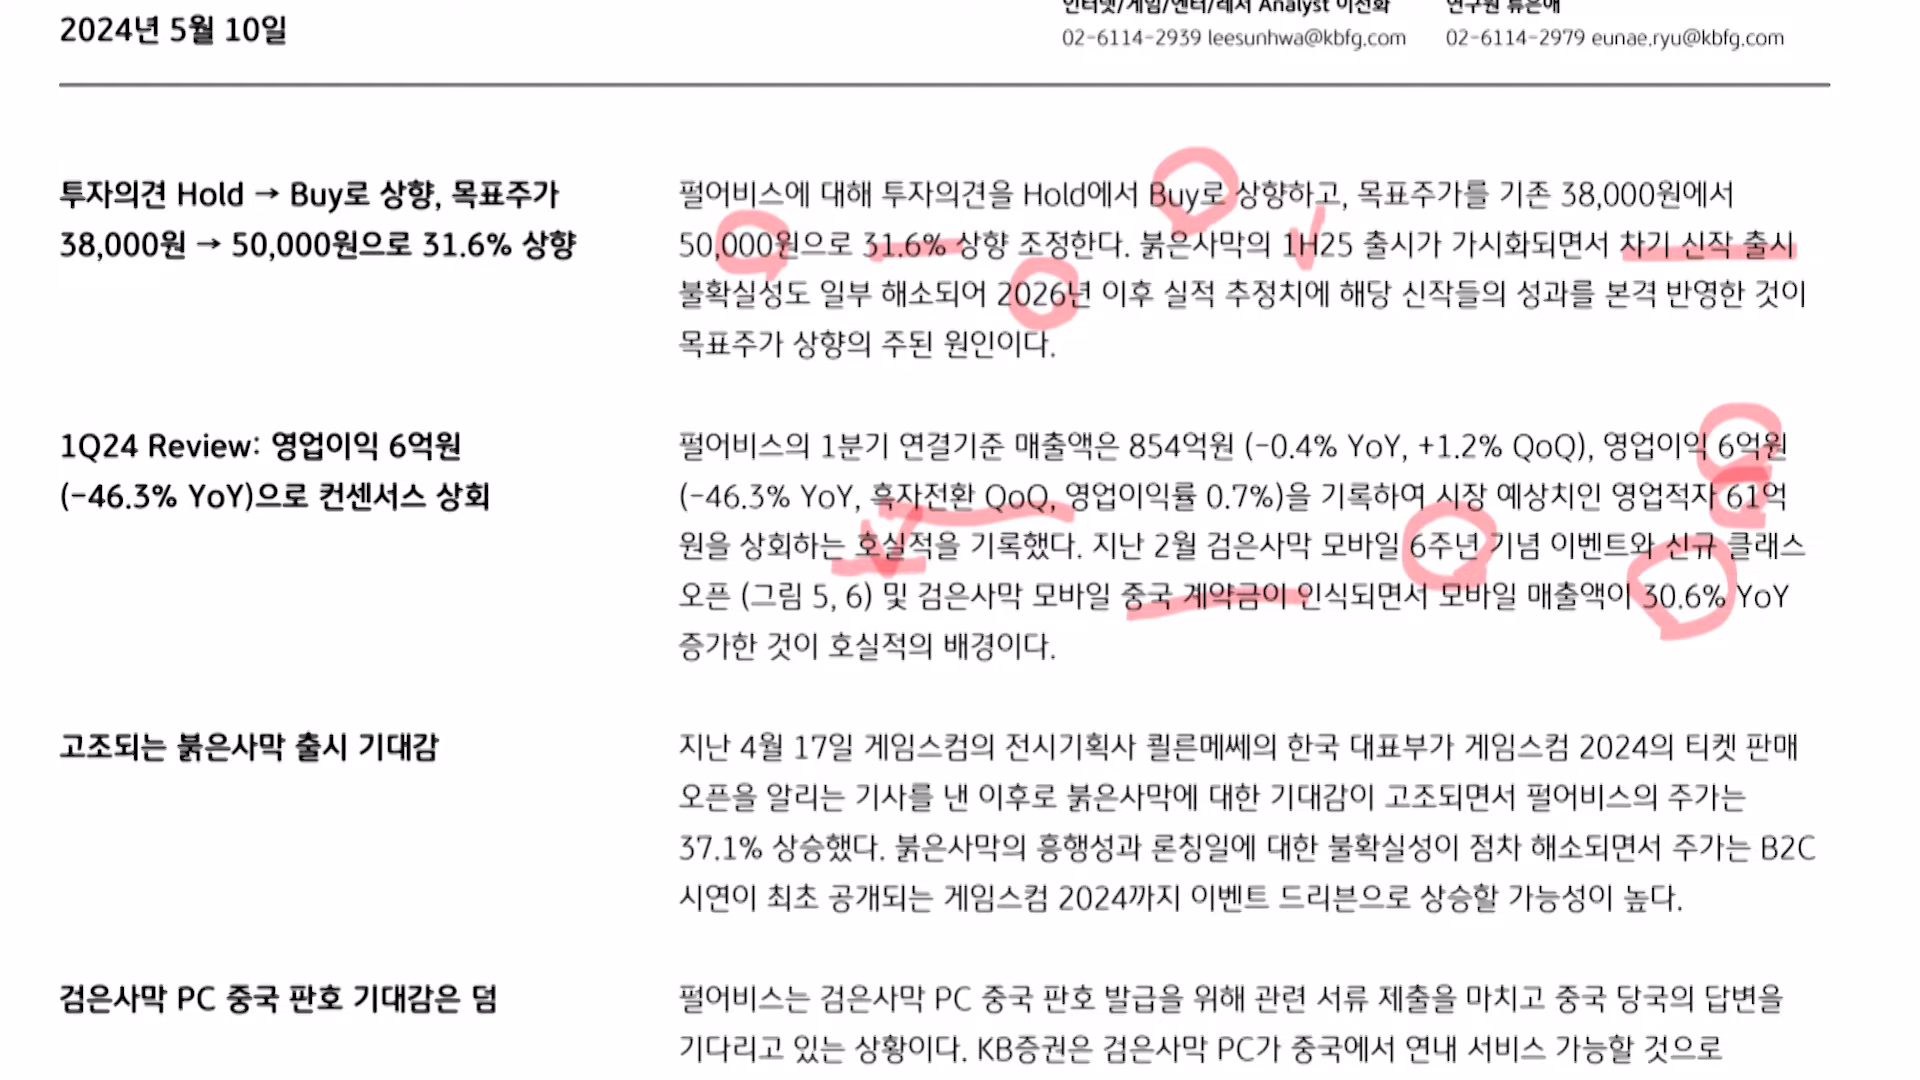 2024년 5월 10일
인터넷/게임/엔터/레저 Analyst 이선화
연구원 류은애
02-6114-2939 leesunhwa@kbfg.com
02-6114-2979 eunae.ryu@kbfg.com
투자의견 Hold → Buy로 상향, 목표주가
38,000원 → 50,000원으로 31.6% 상향
펄어비스에 대해 투자의견을 Hold에서 Buy로 상향하고, 목표주가를 기존 38,000원에서
50,000원으로 31.6% 상향 조정한다. 붉은사막의 1H25 출시가 가시화되면서 차기 신작 출시
불확실성도 일부 해소되어 2026년 이후 실적 추정치에 해당 신작들의 성과를 본격 반영한 것이
목표주가 상향의 주된 원인이다.
1Q24 Review: 영업이익 6억원
(-46.3% YoY)으로 컨센서스 상회
펄어비스의 1분기 연결기준 매출액은 854억원 (-0.4% YoY, +1.2% QoQ), 영업이익 6억원
(-46.3% YoY, 흑자전환 QoQ, 영업이익률 0.7%)을 기록하여 시장 예상치인 영업적자 61억
원을 상회하는 호실적을 기록했다. 지난 2월 검은사막 모바일 6주년 기념 이벤트와 신규 클래스
오픈 (그림 5, 6) 및 검은사막 모바일 중국 계약금이 인식되면서 모바일 매출액이 30.6% YoY
증가한 것이 호실적의 배경이다.
고조되는 붉은사막 출시 기대감
지난 4월 17일 게임스컴의 전시기획사 쾰른메쎄의 한국 대표부가 게임스컴 2024의 티켓 판매
오픈을 알리는 기사를 낸 이후로 붉은사막에 대한 기대감이 고조되면서 펄어비스의 주가는
37.1% 상승했다. 붉은사막의 흥행성과 론칭일에 대한 불확실성이 점차 해소되면서 주가는 B2C
시연이 최초 공개되는 게임스컴 2024까지 이벤트 드리븐으로 상승할 가능성이 높다.
검은사막 PC 중국 판호 기대감은 덤
펄어비스는 검은사막 PC 중국 판호 발급을 위해 관련 서류 제출을 마치고 중국 당국의 답변을
기다리고 있는 상황이다. KB증권은 검은사막 PC가 중국에서 연내 서비스 가능할 것으로